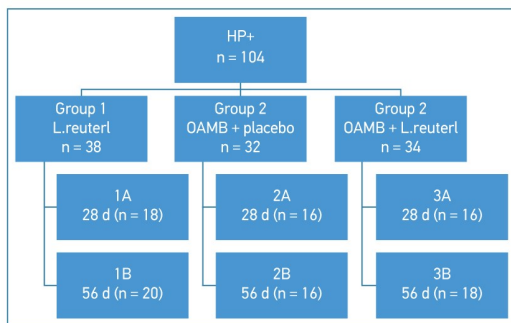 HP+
n = 104
Group 1
L.reuterl
n = 38
Group 2
OAMB + placebo
n = 32
Group 2
OAMB + L.reuterl
n = 34
1A
28 d (n = 18)
2A
28 d (n = 16)
3A
28 d (n = 16)
1B
56 d (n = 20)
2B
56 d (n = 16)
3B
56 d (n = 18)